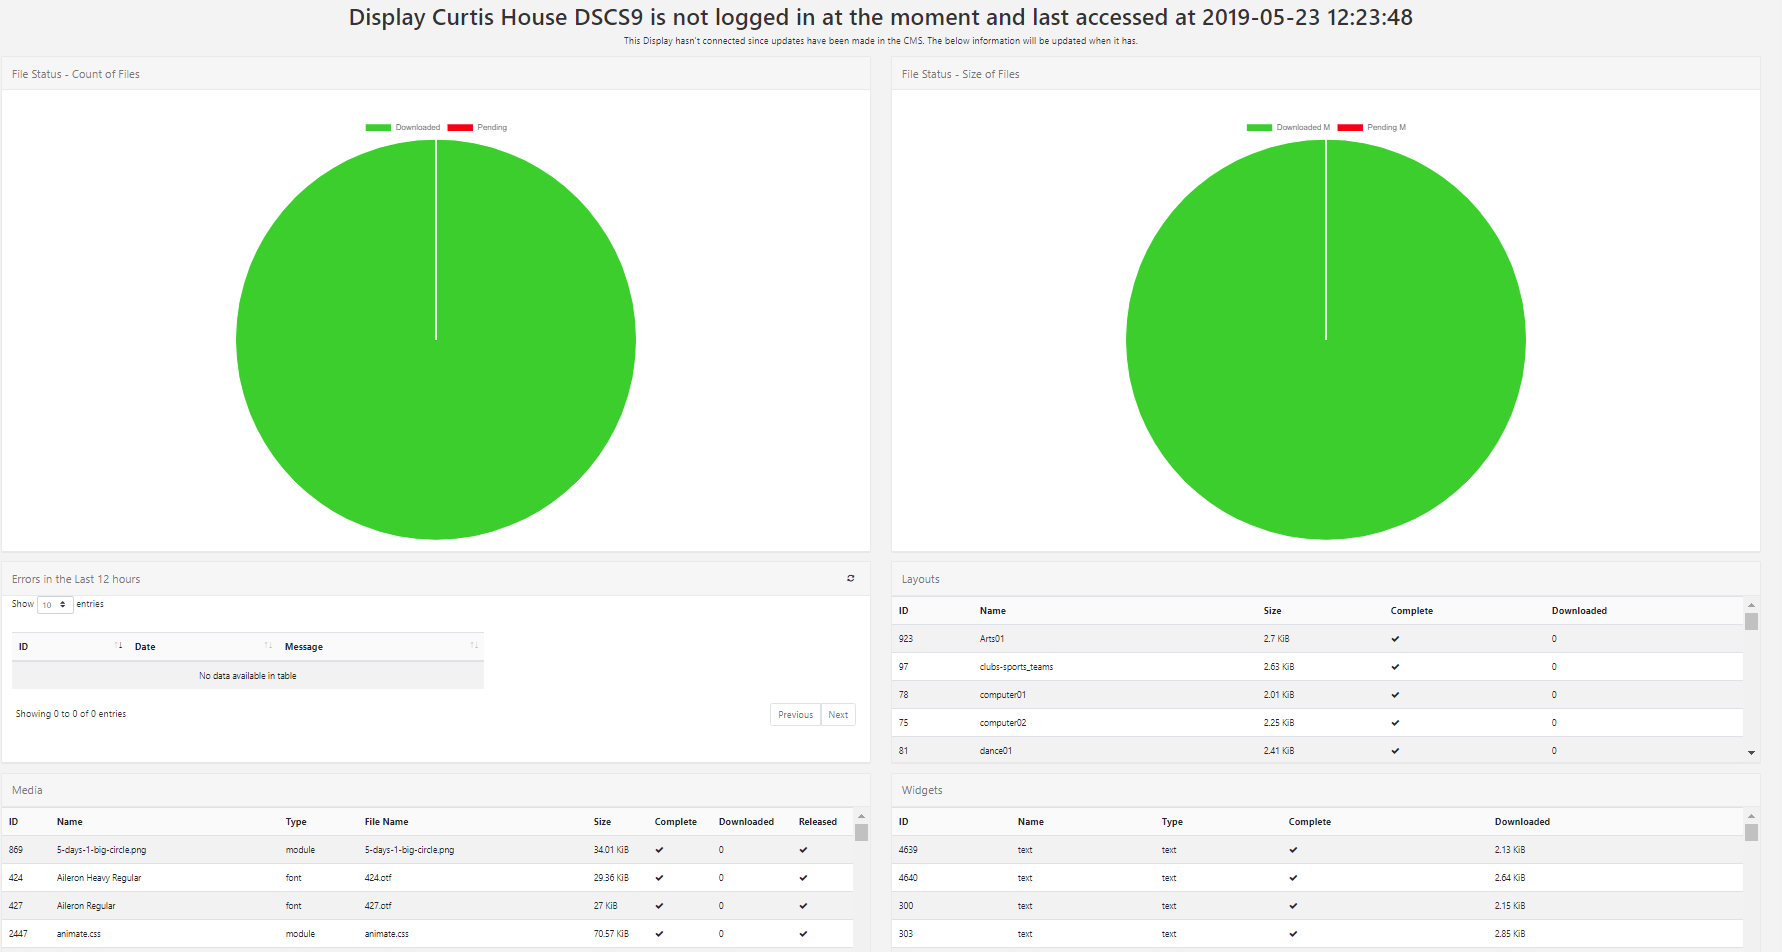 Display Curtis House DSCS9 is not logged in at the moment and last accessed at 2019-05-23 12:23:48
This Display hasn't connected since updates have been made in the CMS. The below information will be updated when it has.
File Status - Count of Files
Downloaded Pending
File Status - Size of Files
Downloaded M Pending M
Errors in the Last 12 hours
Show 10 entries
ID Date Message
No data available in table
Showing 0 to 0 of 0 entries
Previous Next
Layouts
ID Name Size Complete Downloaded
923 Arts01 2.7 KiB ✔ 0
97 clubs-sports_teams 2.63 KiB ✔ 0
78 computer01 2.01 KiB ✔ 0
75 computer02 2.25 KiB ✔ 0
81 dance01 2.41 KiB ✔ 0
Media
ID Name Type File Name Size Complete Downloaded Released
869 5-days-1-big-circle.png module 5-days-1-big-circle.png 34.01 KiB ✔ 0 ✔
424 Aileron Heavy Regular font 424.otf 29.36 KiB ✔ 0 ✔
427 Aileron Regular font 427.otf 27 KiB ✔ 0 ✔
2447 animate.css module animate.css 70.57 KiB ✔ 0 ✔
Widgets
ID Name Type Complete Downloaded
4639 text text ✔ 2.13 KiB
4640 text text ✔ 2.64 KiB
300 text text ✔ 2.15 KiB
303 text text ✔ 2.85 KiB